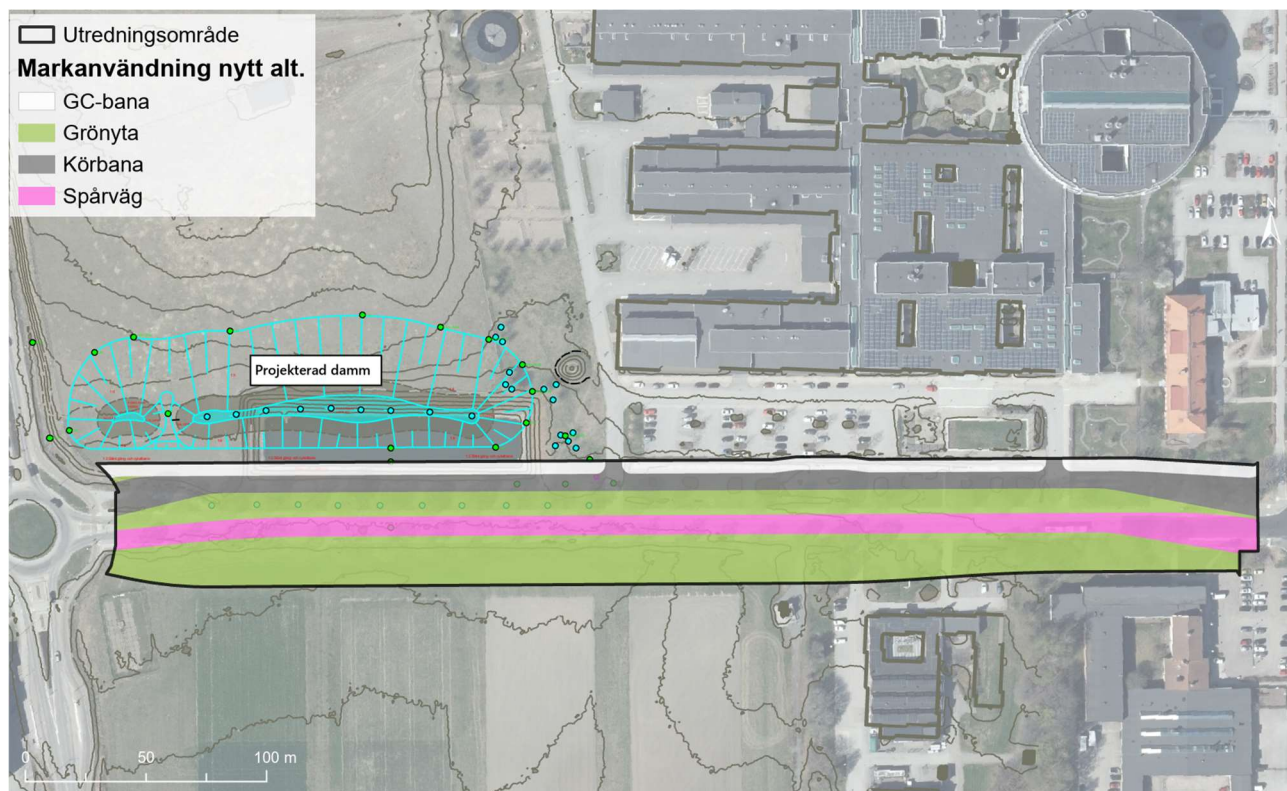 Utredningsområde
Markanvändning nytt alt.
GC-bana
Grönyta
Körbana
Spårväg
N
Projekterad damm
0 50 100 m